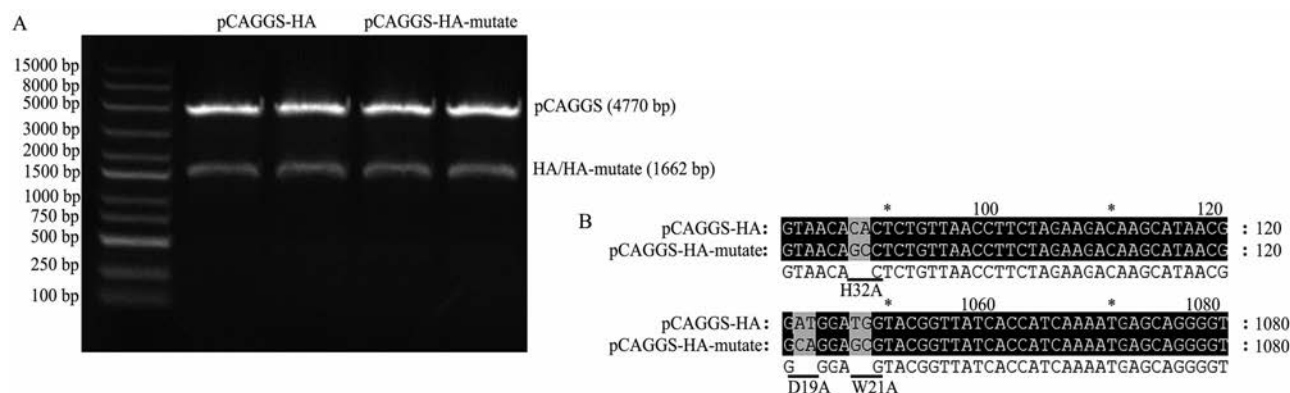 A
pCAGGS-HA pCAGGS-HA-mutate
15000 bp
8000 bp
5000 bp
3000 bp
2000 bp
1500 bp
1000 bp
750 bp
500 bp
250 bp
100 bp
pCAGGS (4770 bp)
HA/HA-mutate (1662 bp)
B
* 100 * 120
pCAGGS-HA: GTAACACACTCTGTTAACCTTCTAGAAGACAAGCATAACG : 120
pCAGGS-HA-mutate: GTAACAGCCTCTGTTAACCTTCTAGAAGACAAGCATAACG : 120
GTAACA  CTCTGTTAACCTTCTAGAAGACAAGCATAACG
H32A
* 1060 * 1080
pCAGGS-HA: GATGGATGGTACGGTTATCACCATCAAAATGAGCAGGGGT : 1080
pCAGGS-HA-mutate: GCAGGAGCGTACGGTTATCACCATCAAAATGAGCAGGGGT : 1080
G  GGA  GTACGGTTATCACCATCAAAATGAGCAGGGGT
D19A W21A